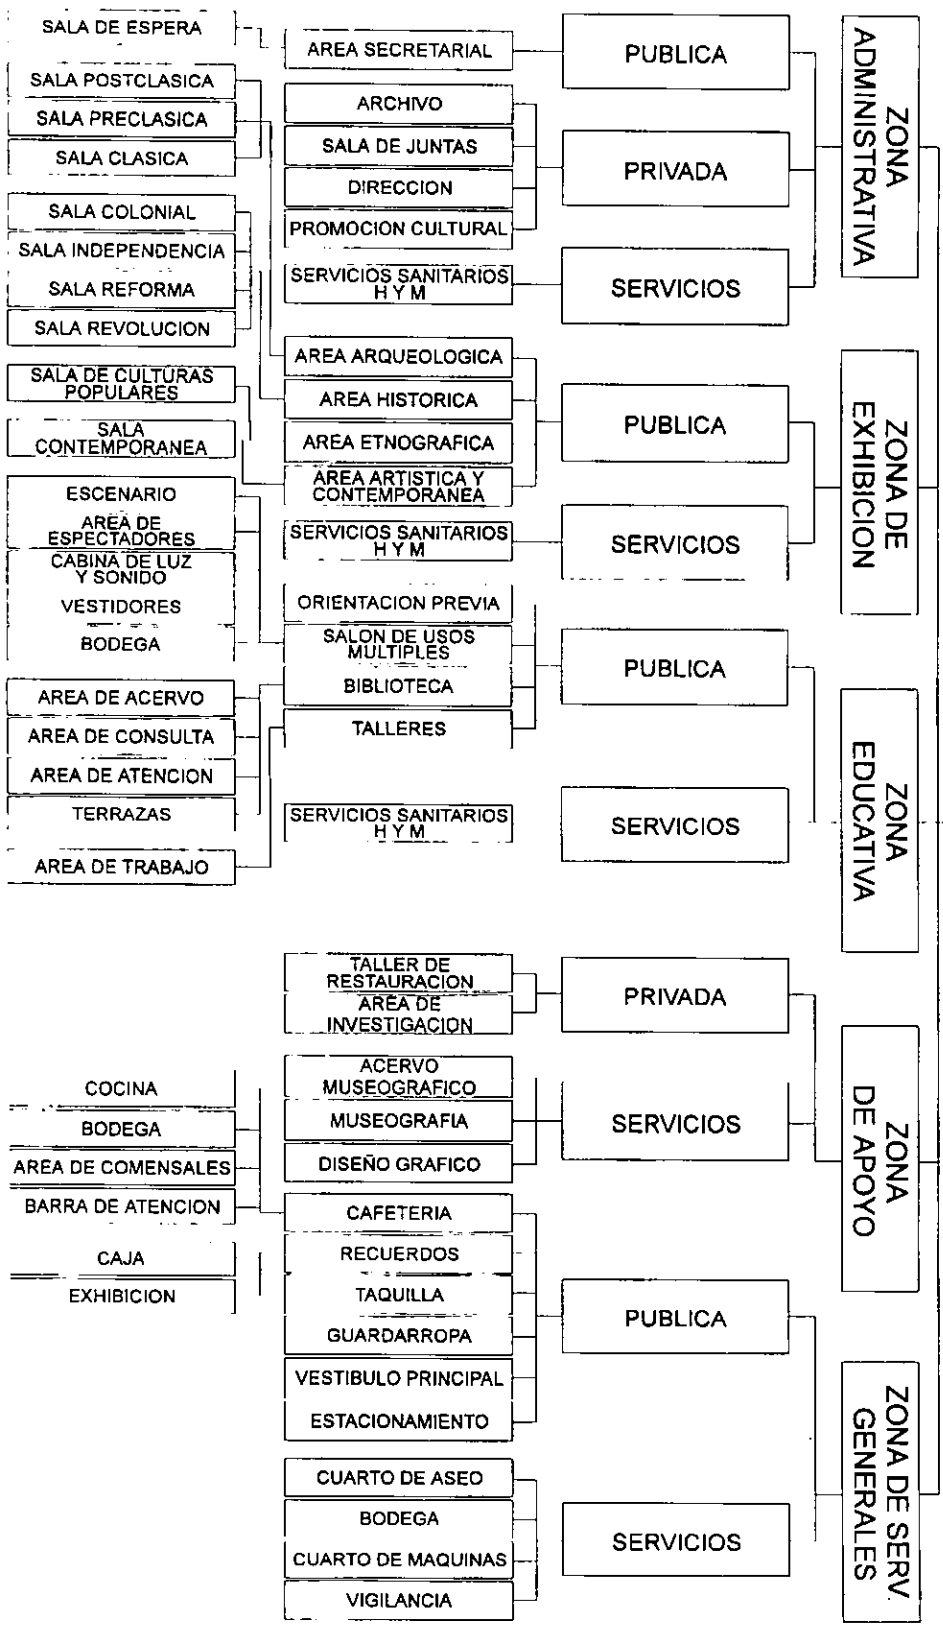 SALA DE ESPERA
SALA POSTCLASICA
SALA PRECLASICA
SALA CLASICA
SALA COLONIAL
SALA INDEPENDENCIA
SALA REFORMA
SALA REVOLUCION
SALA DE CULTURAS
POPULARES
SALA
CONTEMPORANEA
ESCENARIO
AREA DE
ESPECTADORES
CABINA DE LUZ
Y SONIDO
VESTIDORES
BODEGA
AREA DE ACERVO
AREA DE CONSULTA
AREA DE ATENCION
TERRAZAS
AREA DE TRABAJO
COCINA
BODEGA
AREA DE COMENSALES
BARRA DE ATENCION
CAJA
EXHIBICION
AREA SECRETARIAL
ARCHIVO
SALA DE JUNTAS
DIRECCION
PROMOCION CULTURAL
SERVICIOS SANITARIOS
H Y M
AREA ARQUEOLOGICA
AREA HISTORICA
AREA ETNOGRAFICA
AREA ARTISTICA Y
CONTEMPORANEA
SERVICIOS SANITARIOS
H Y M
ORIENTACION PREVIA
SALON DE USOS
MULTIPLES
BIBLIOTECA
TALLERES
SERVICIOS SANITARIOS
H Y M
TALLER DE
RESTAURACION
AREA DE
INVESTIGACION
ACERVO
MUSEOGRAFICO
MUSEOGRAFIA
DISEÑO GRAFICO
CAFETERIA
RECUERDOS
TAQUILLA
GUARDARROPA
VESTIBULO PRINCIPAL
ESTACIONAMIENTO
CUARTO DE ASEO
BODEGA
CUARTO DE MAQUINAS
VIGILANCIA
PUBLICA
PRIVADA
SERVICIOS
PUBLICA
SERVICIOS
PUBLICA
SERVICIOS
PRIVADA
SERVICIOS
PUBLICA
SERVICIOS
ZONA
ADMINISTRATIVA
ZONA DE
EXHIBICION
ZONA
EDUCATIVA
ZONA
DE APOYO
ZONA DE SERV.
GENERALES